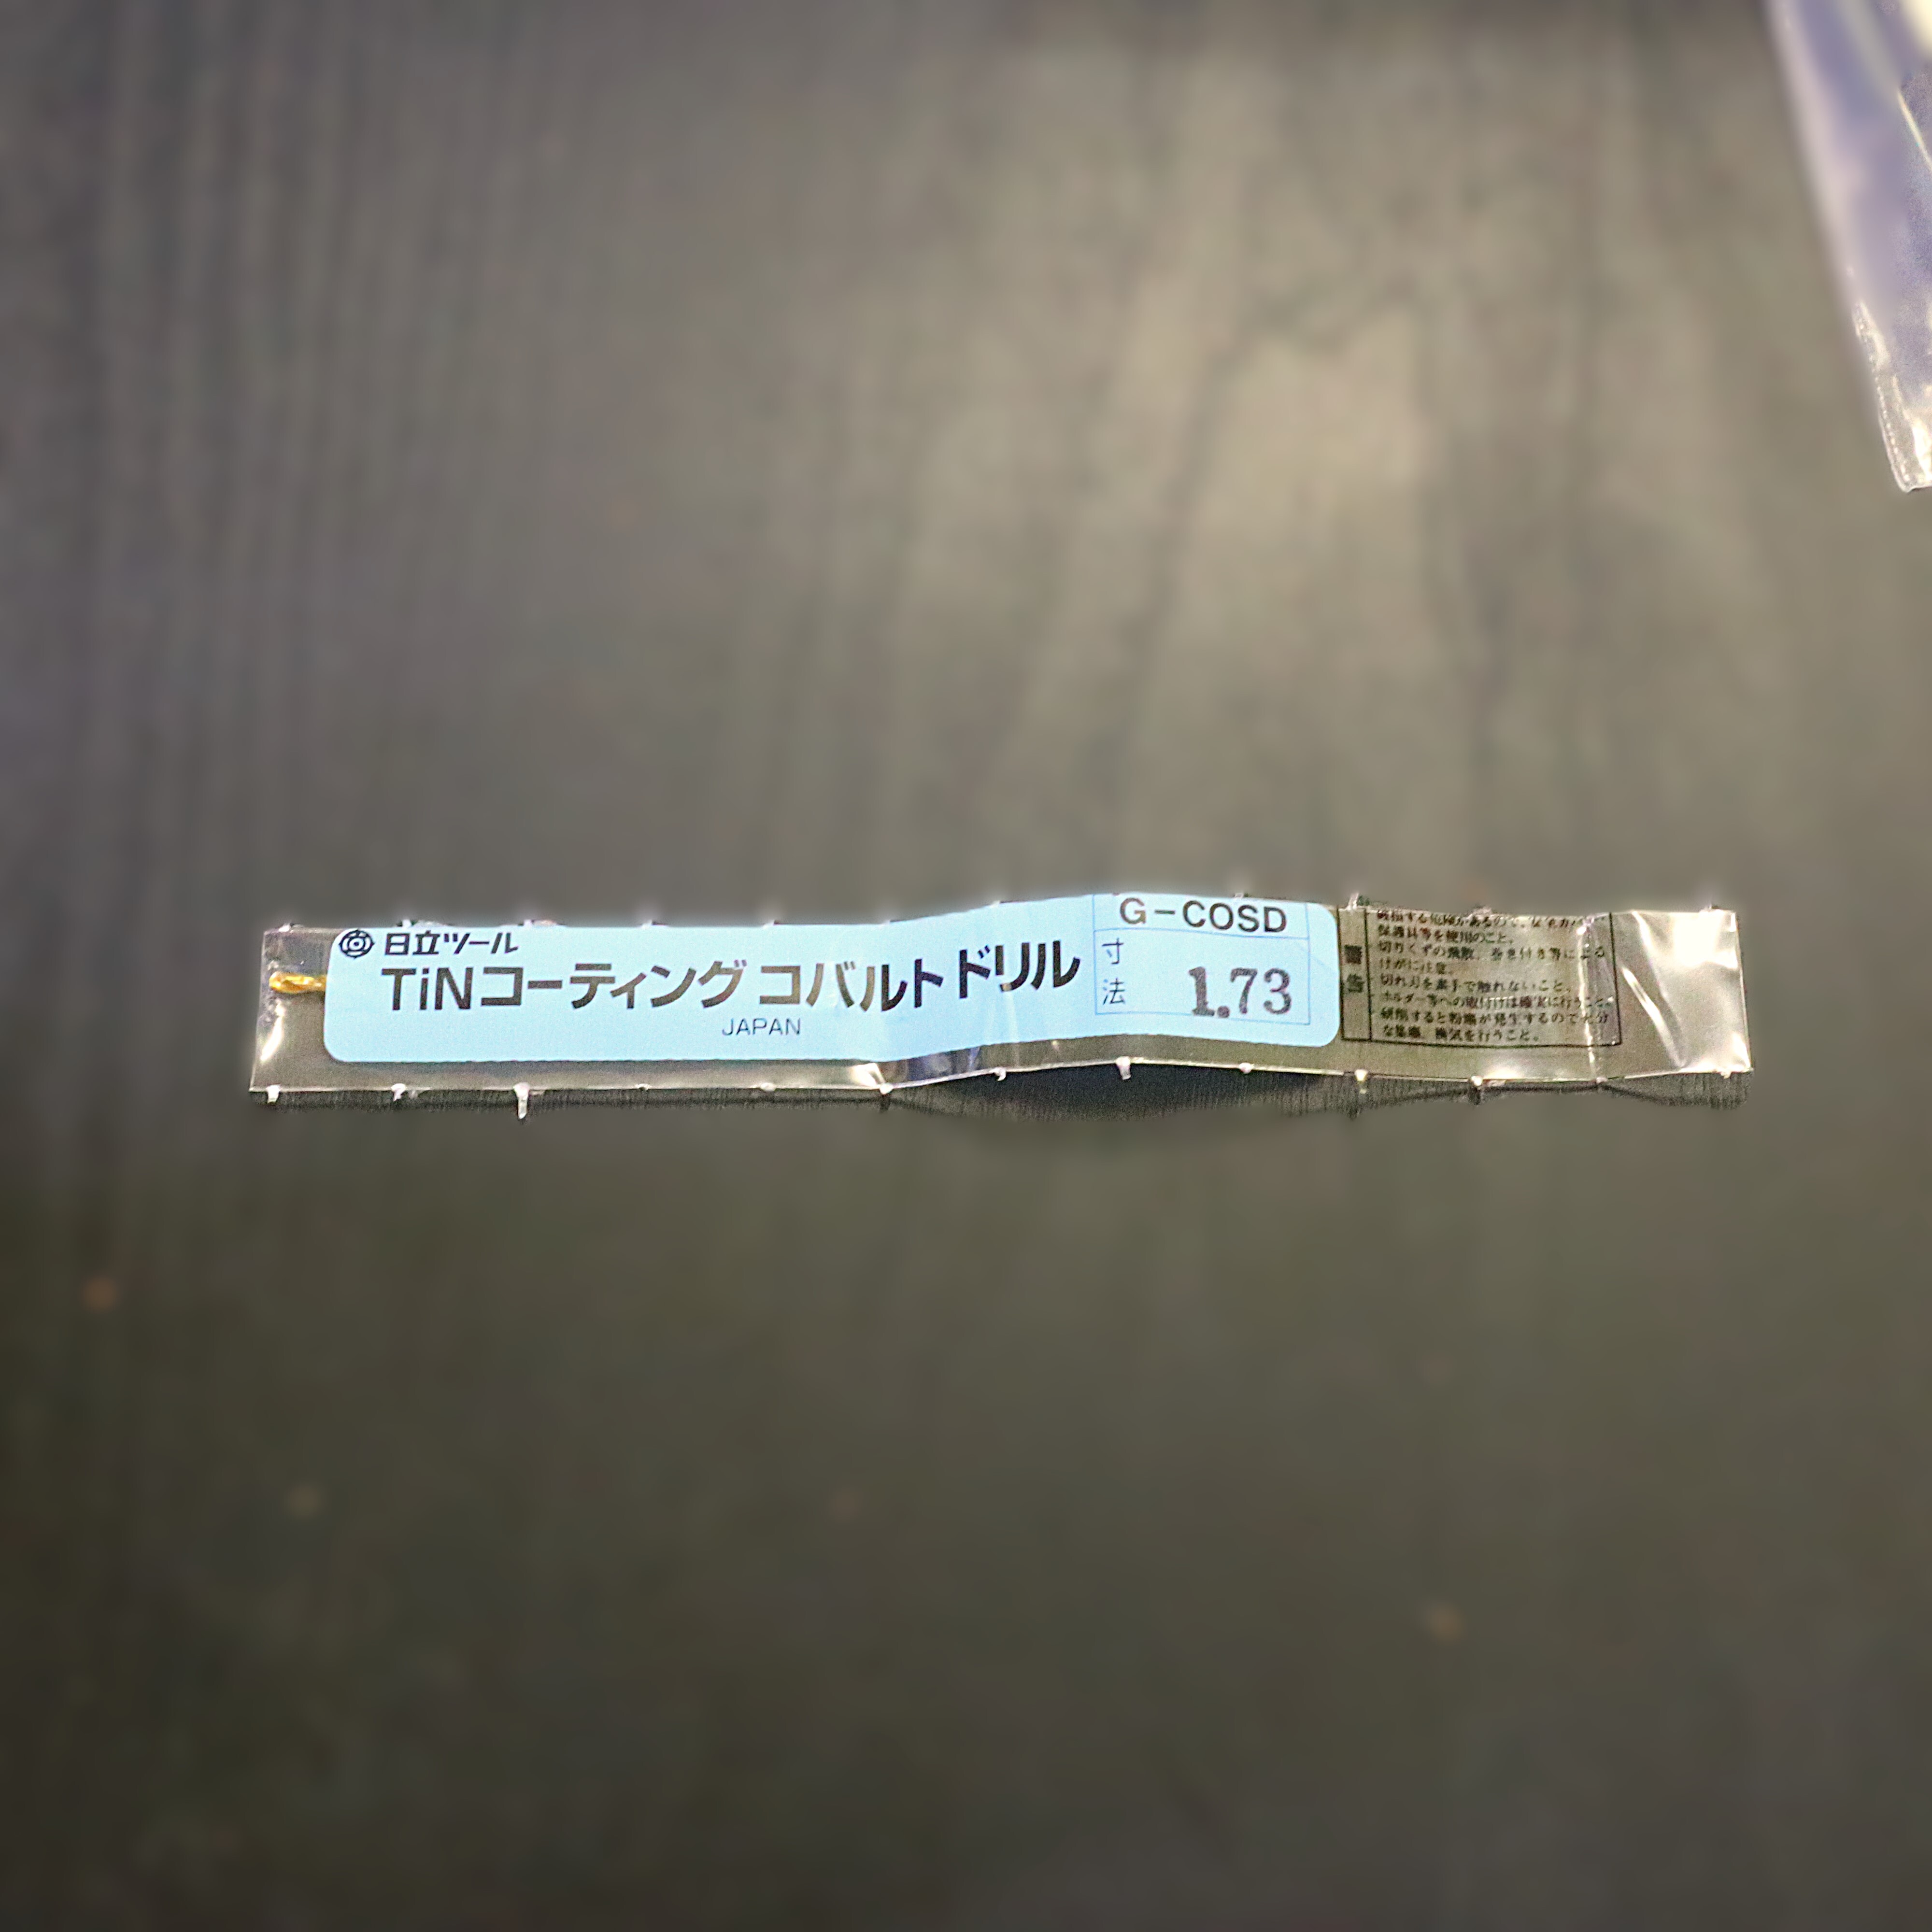 日立ツール
TiNコーティング コバルトドリル
JAPAN
G-COSD
寸法
1.73
警告
保護具等を使用のこと。
切りくずの飛散、巻き付き等による
けがに注意。
切れ刃を素手で触れないこと。
ホルダー等への取付けは確実に行うこと。
研削すると粉塵が発生するので充分
な集塵、換気を行うこと。